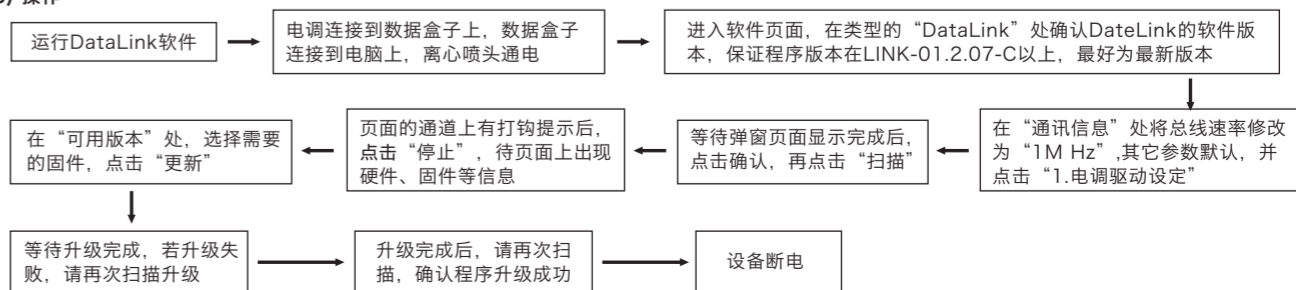 运行DataLink软件
电调连接到数据盒子上，数据盒子
连接到电脑上，离心喷头通电
进入软件页面，在类型的“DataLink”处确认DateLink的软件版
本，保证程序版本在LINK-01.2.07-C以上，最好为最新版本
在“通讯信息”处将总线速率修改
为“1M Hz”,其它参数默认，并
点击“1.电调驱动设定”
等待弹窗页面显示完成后，
点击确认，再点击“扫描”
页面的通道上有打钩提示后，
点击“停止”，待页面上出现
硬件、固件等信息
在“可用版本”处，选择需要
的固件，点击“更新”
等待升级完成，若升级失
败，请再次扫描升级
升级完成后，请再次扫
描，确认程序升级成功
设备断电